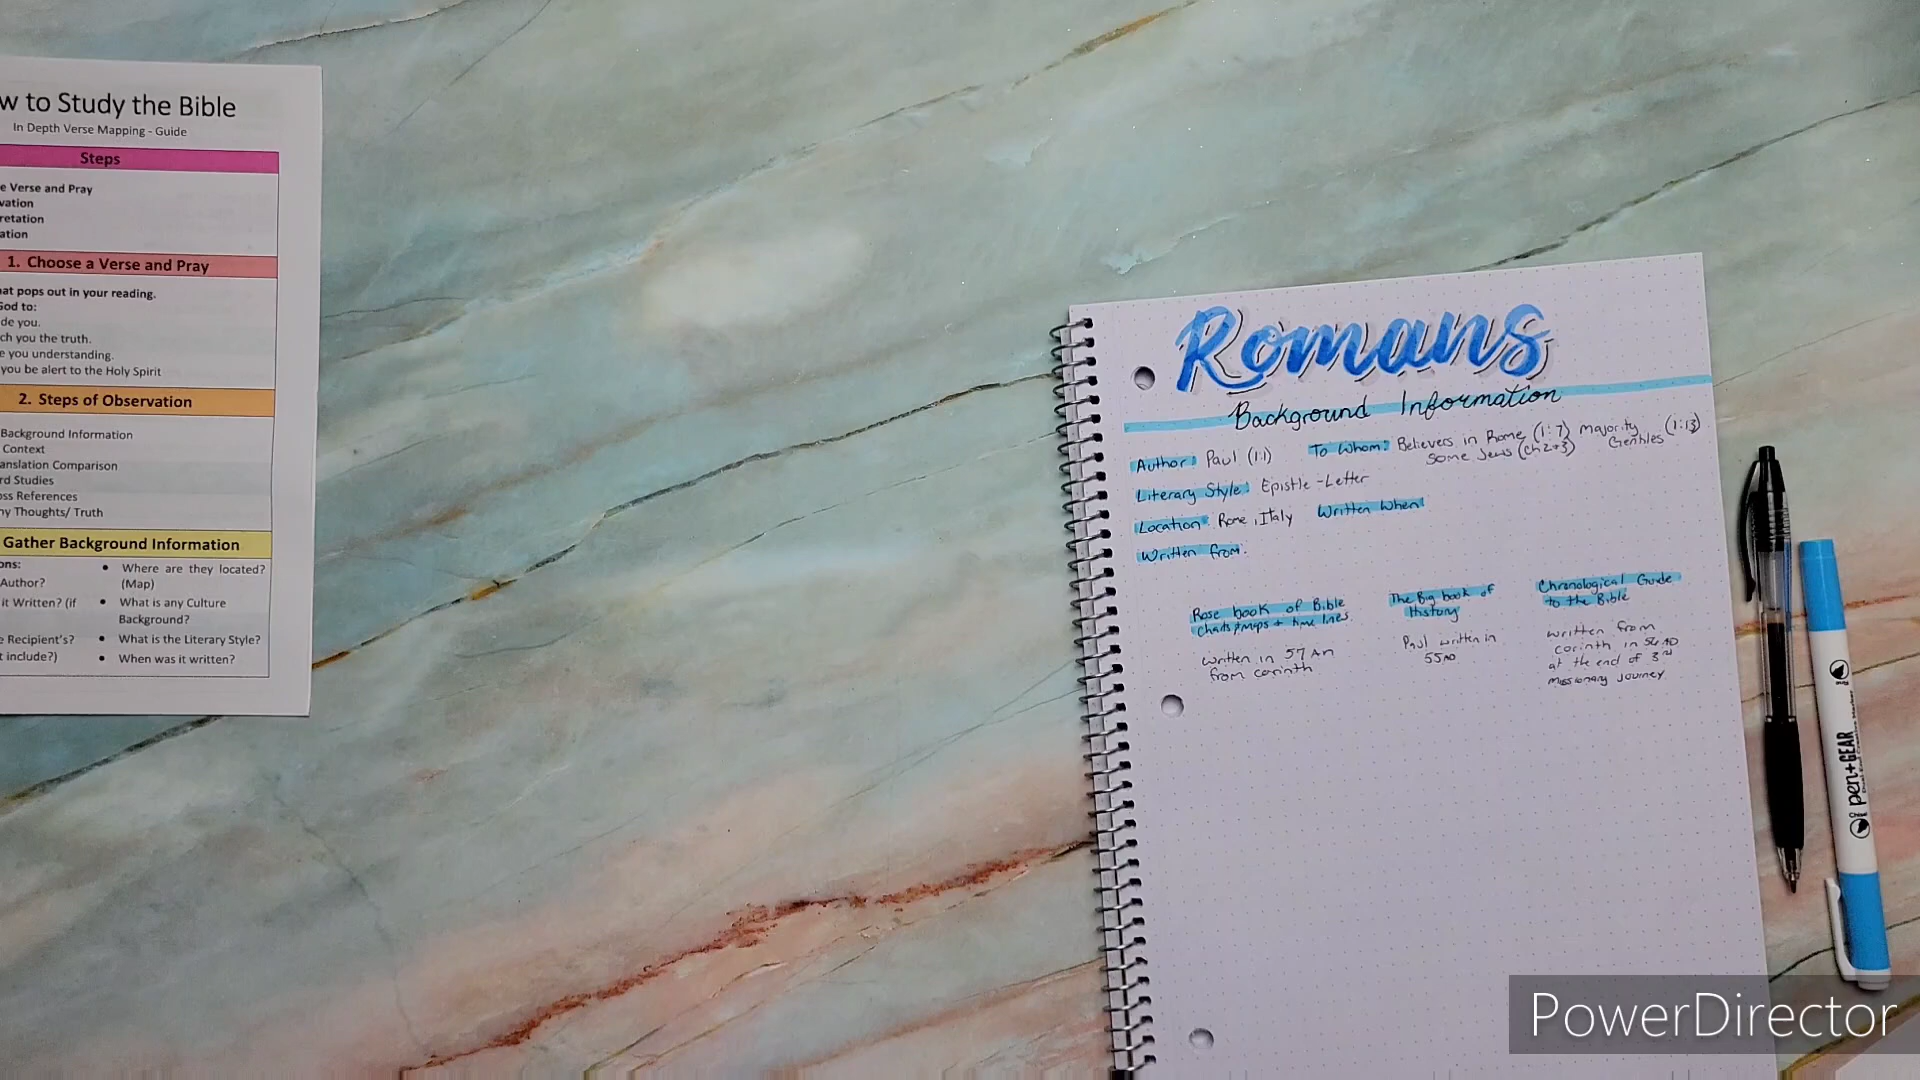 w to Study the Bible
In Depth Verse Mapping - Guide
Steps
e Verse and Pray
vation
retation
ation
1. Choose a Verse and Pray
at pops out in your reading.
God to:
de you.
ch you the truth.
e you understanding.
you be alert to the Holy Spirit
2. Steps of Observation
Background Information
Context
anslation Comparison
rd Studies
oss References
ny Thoughts/ Truth
Gather Background Information
ons:
Author?
it Written? (if
e Recipient's?
t include?)
• Where are they located?
(Map)
• What is any Culture
Background?
• What is the Literary Style?
• When was it written?
Romans
Background Information
Author: Paul (1:1) To Whom: Believers in Rome (1:7) majority (1:13)
some Jews (ch 2+3) Gentiles
Literary Style: Epistle - Letter
Location: Rome, Italy Written When
Written from:
Rose book of Bible
charts, maps + time lines
written in 57 AD
from corinth
The Big book of
History
Paul written in
55 AD
Chronological Guide
to the Bible
written from
corinth in 56 AD
at the end of 3rd
missionary journey
pen+GEAR
PowerDirector